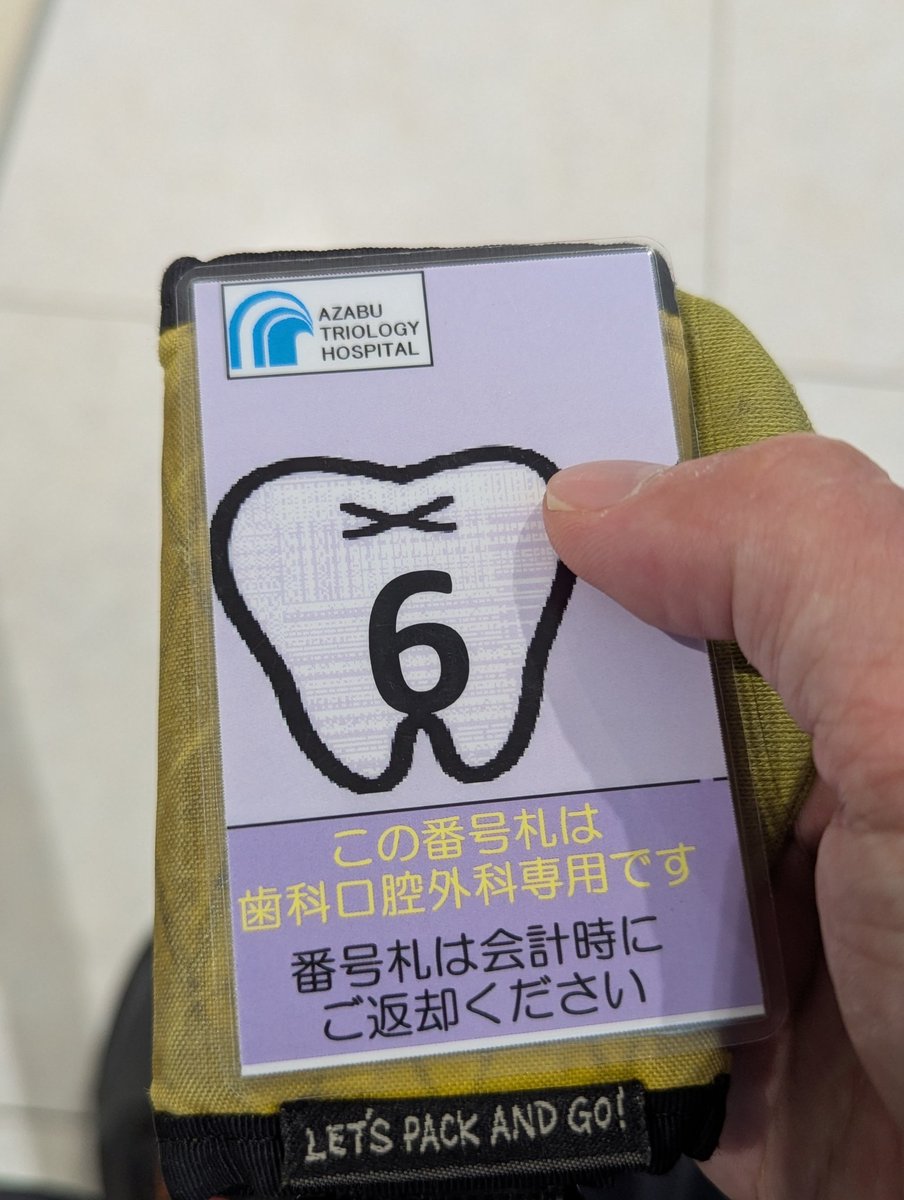 AZABU
TRIOLOGY
HOSPITAL
6
この番号札は
歯科口腔外科専用です
番号札は会計時に
ご返却ください
LET'S PACK AND GO!